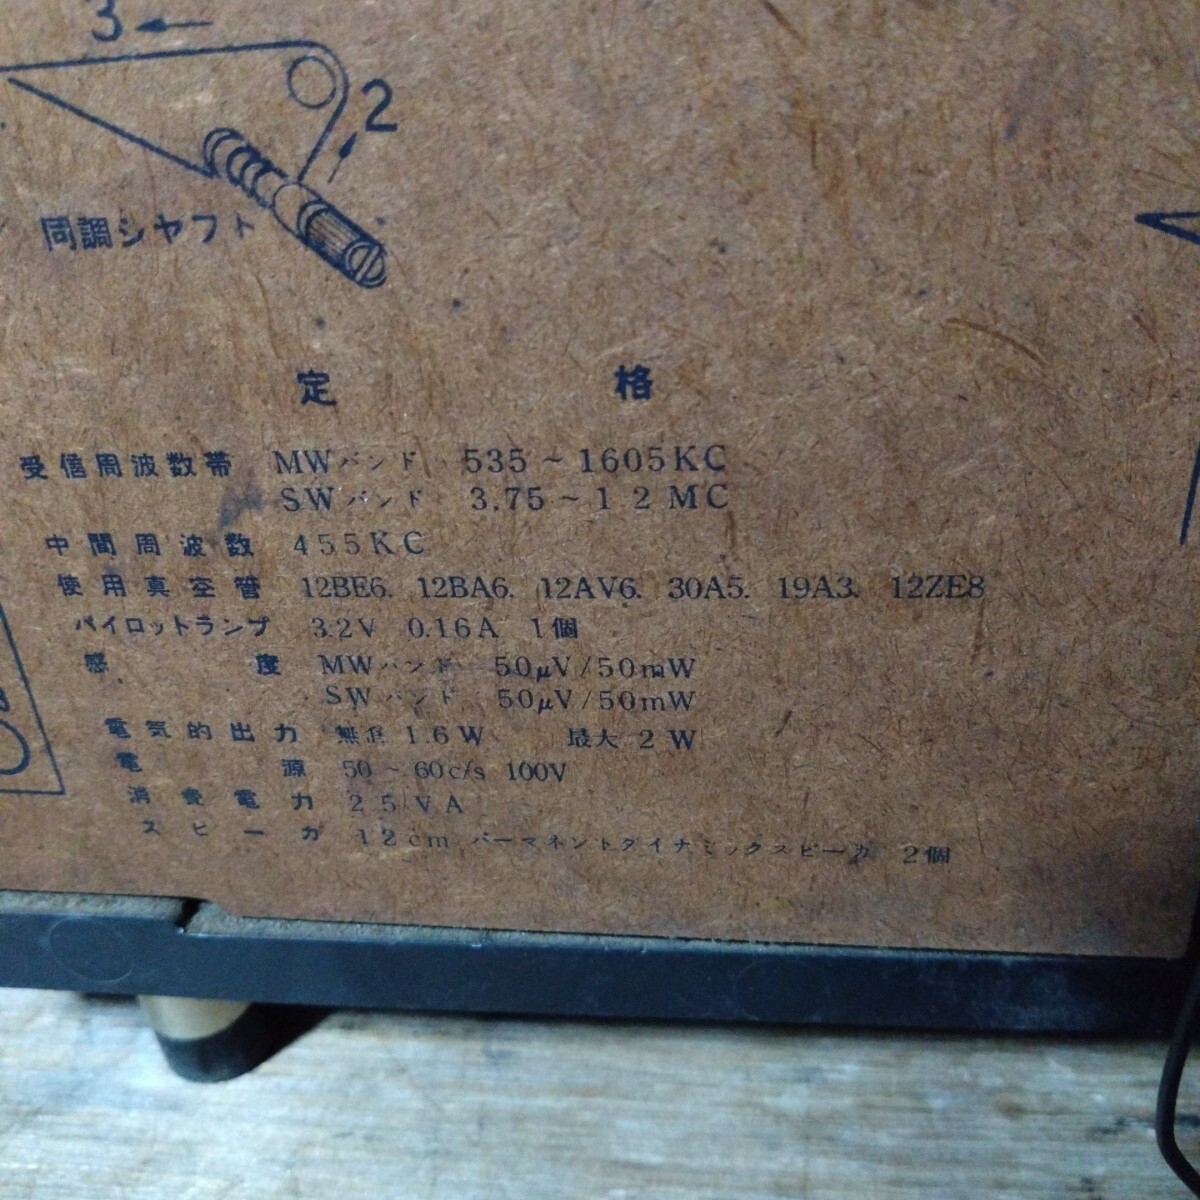 3
2
同調シャフト
定格
受信周波数帯 MWバンド 535~1605KC
SWバンド 3.75~12MC
中間周波数 455KC
使用真空管 12BE6. 12BA6. 12AV6. 30A5. 19A3. 12ZE8
パイロットランプ 3.2V 0.16A 1個
感度 MWバンド 50μV/50mW
SWバンド 50μV/50mW
電気的出力 無歪 1.6W 最大 2W
電源 50~60c/s 100V
消費電力 25VA
スピーカ 12cm パーマネントダイナミックスピーカ 2個